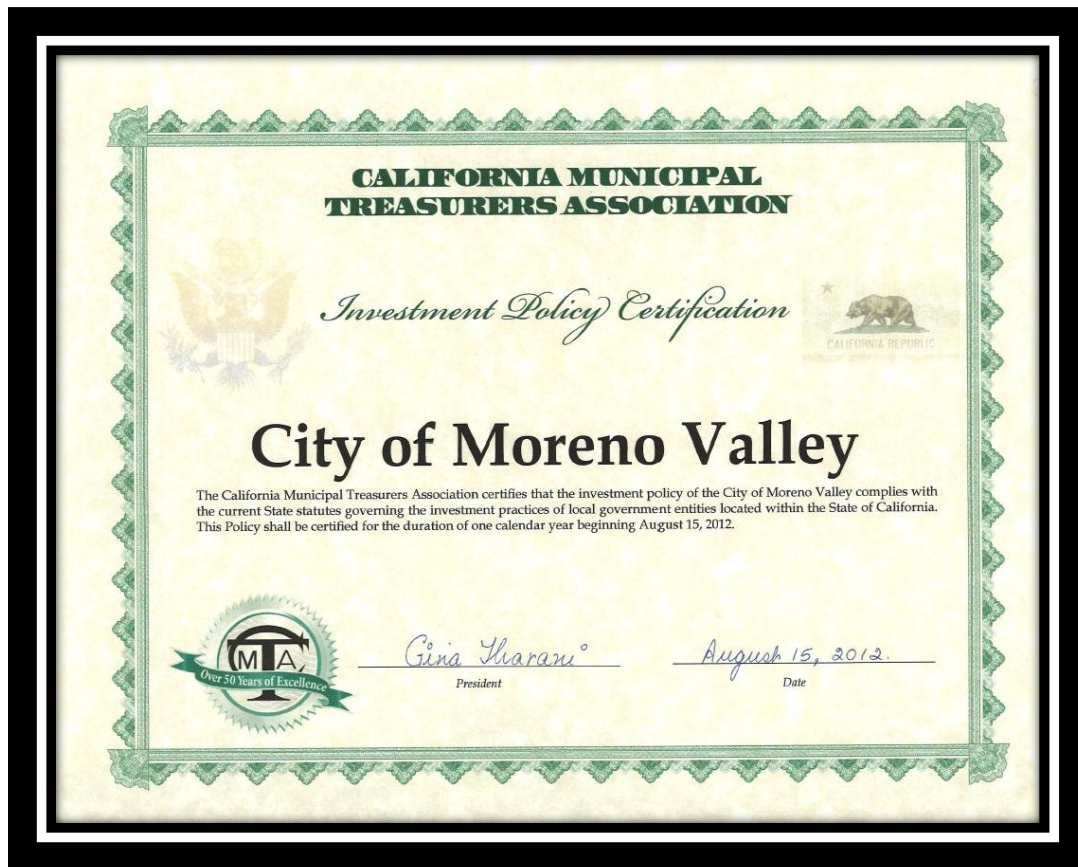 CALIFORNIA MUNICIPAL
TREASURERS ASSOCIATION
Investment Policy Certification
CALIFORNIA REPUBLIC
City of Moreno Valley
The California Municipal Treasurers Association certifies that the investment policy of the City of Moreno Valley complies with
the current State statutes governing the investment practices of local government entities located within the State of California.
This Policy shall be certified for the duration of one calendar year beginning August 15, 2012.
CMTA
Over 50 Years of Excellence
Gina Tharani
August 15, 2012.
President
Date